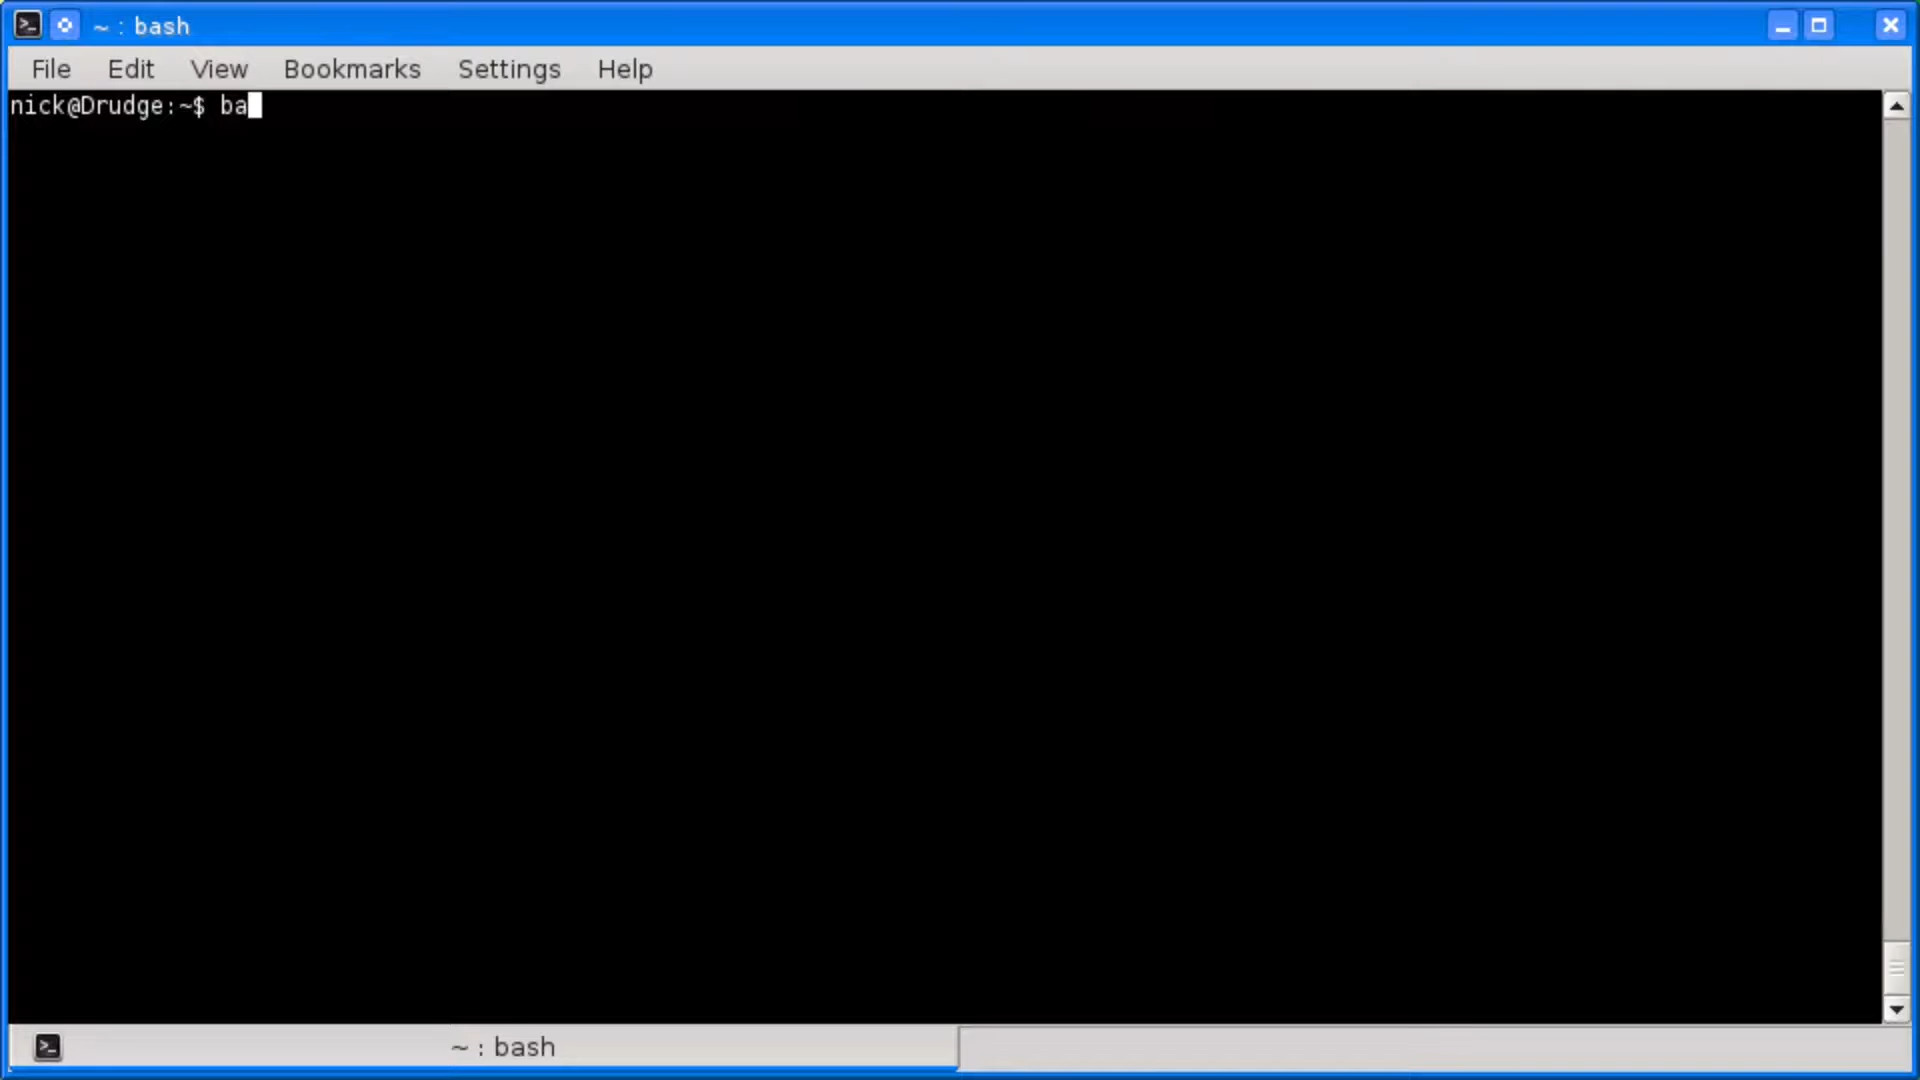 ~ : bash
File Edit View Bookmarks Settings Help
nick@Drudge:~$ ba
~ : bash